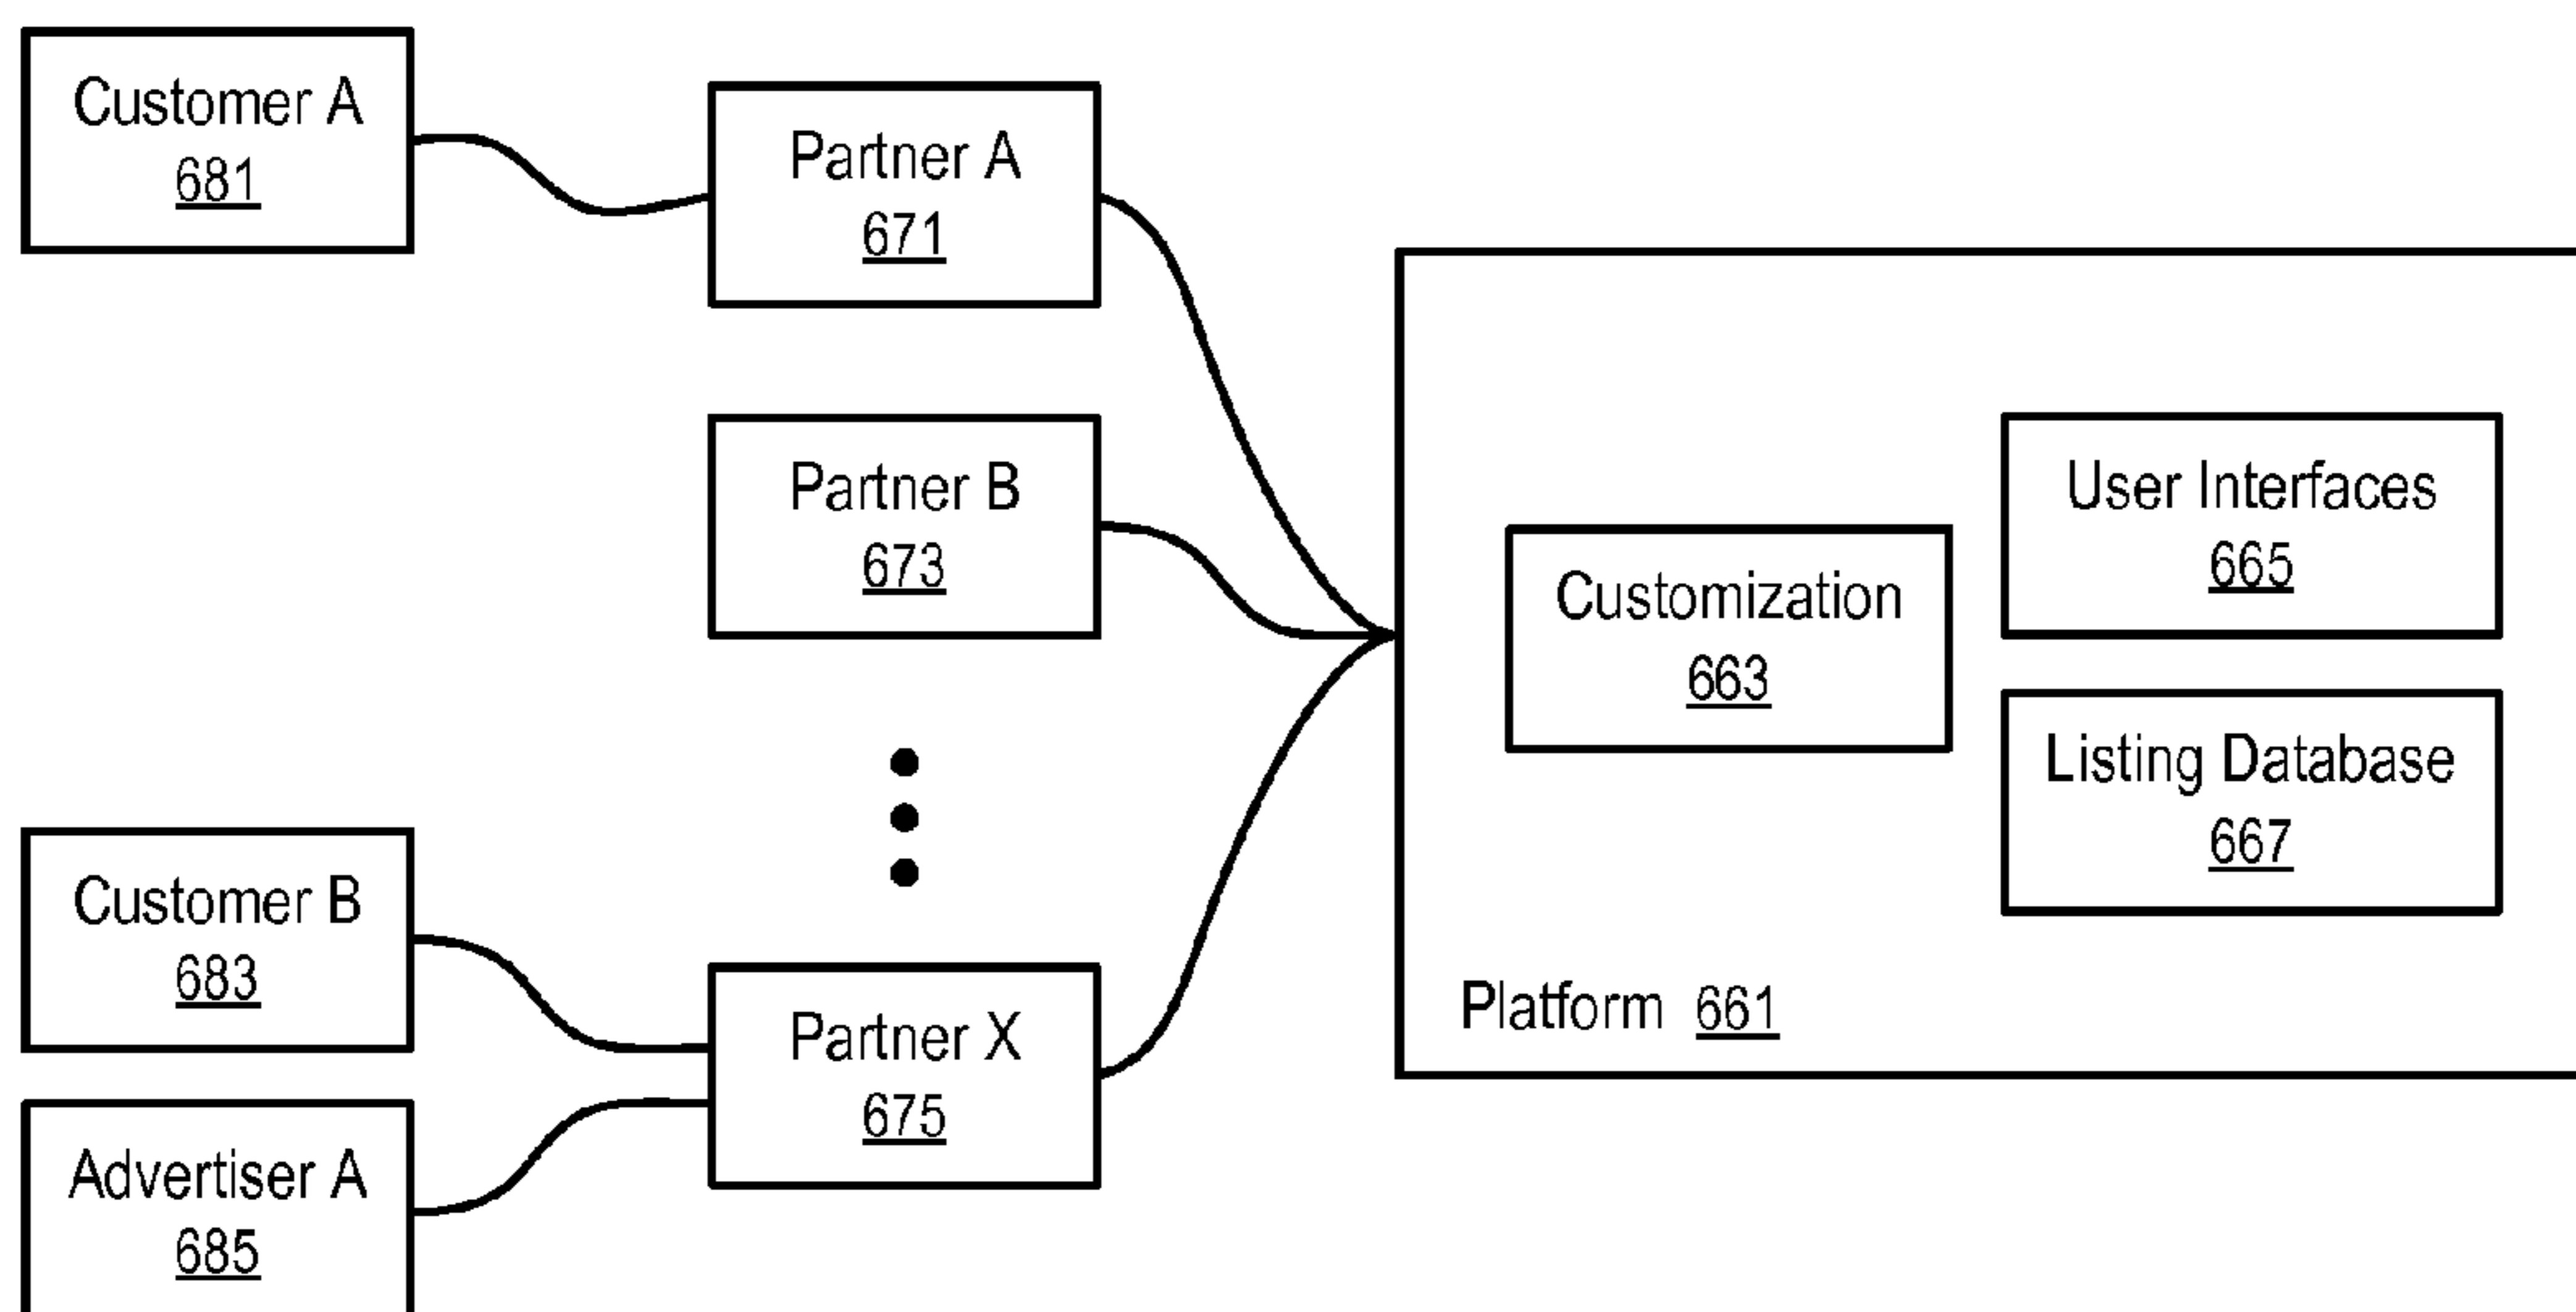 Customer A
681
Partner A
671
Partner B
673
User Interfaces
665
Customization
663
Listing Database
667
Customer B
683
Partner X
675
Platform 661
Advertiser A
685